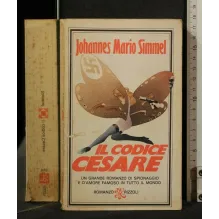 Johannes Mario Simmel
IL CODICE
CESARE
UN GRANDE ROMANZO DI SPIONAGGIO
E D'AMORE FAMOSO IN TUTTO IL MONDO
ROMANZO RIZZOLI